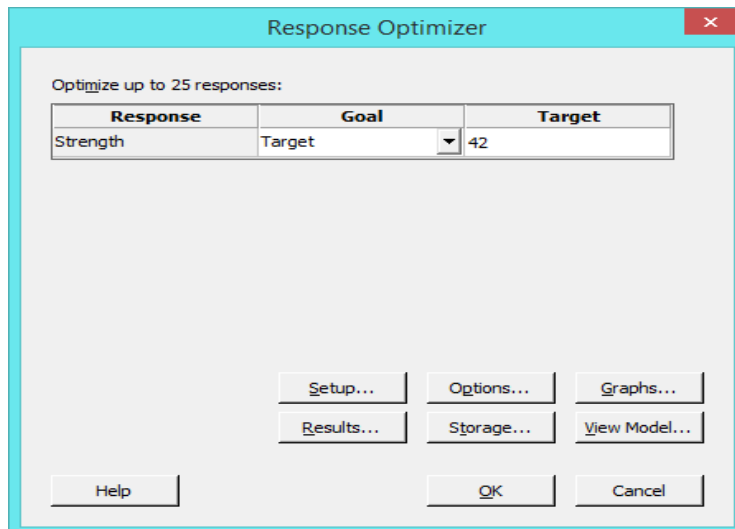 Response Optimizer
Optimize up to 25 responses:
Response Goal Target
Strength Target 42
Setup... Options... Graphs...
Results... Storage... View Model...
Help OK Cancel